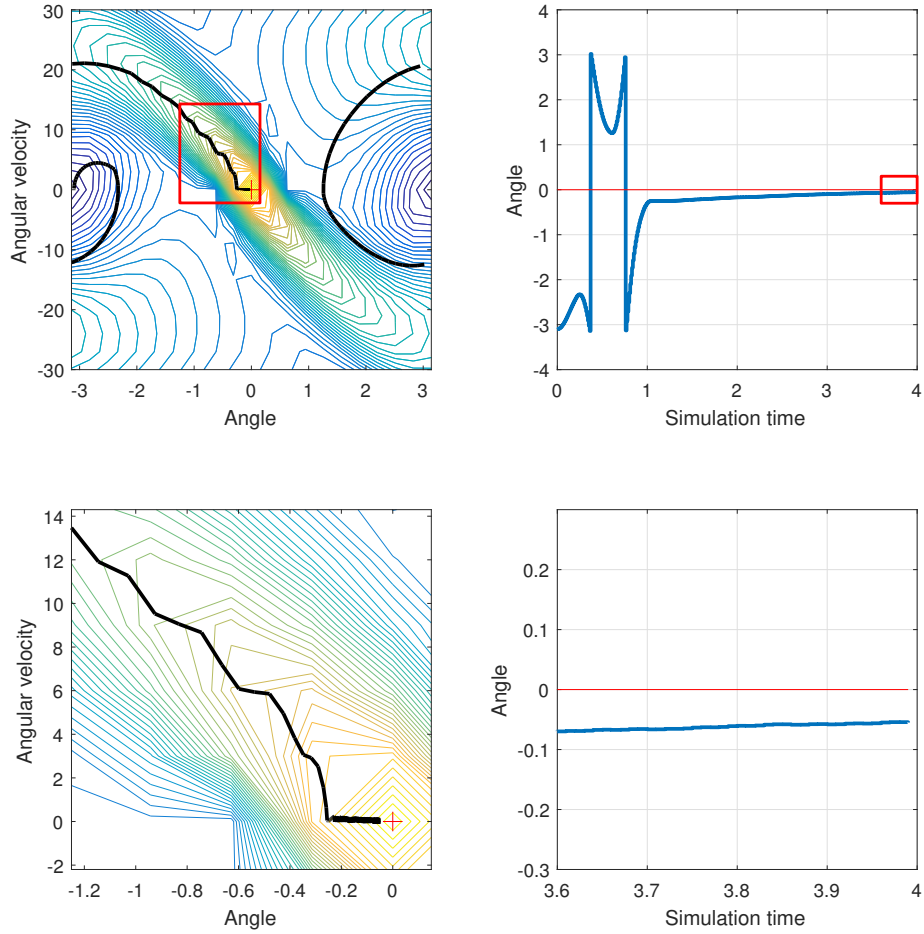 30
20
10
0
-10
-20
-30
-3 -2 -1 0 1 2 3
Angle
Angular velocity
4
3
2
1
0
-1
-2
-3
-4
0 1 2 3 4
Simulation time
Angle
14
12
10
8
6
4
2
0
-2
-1.2 -1 -0.8 -0.6 -0.4 -0.2 0
Angle
Angular velocity
0.2
0.1
0
-0.1
-0.2
-0.3
3.6 3.7 3.8 3.9 4
Simulation time
Angle